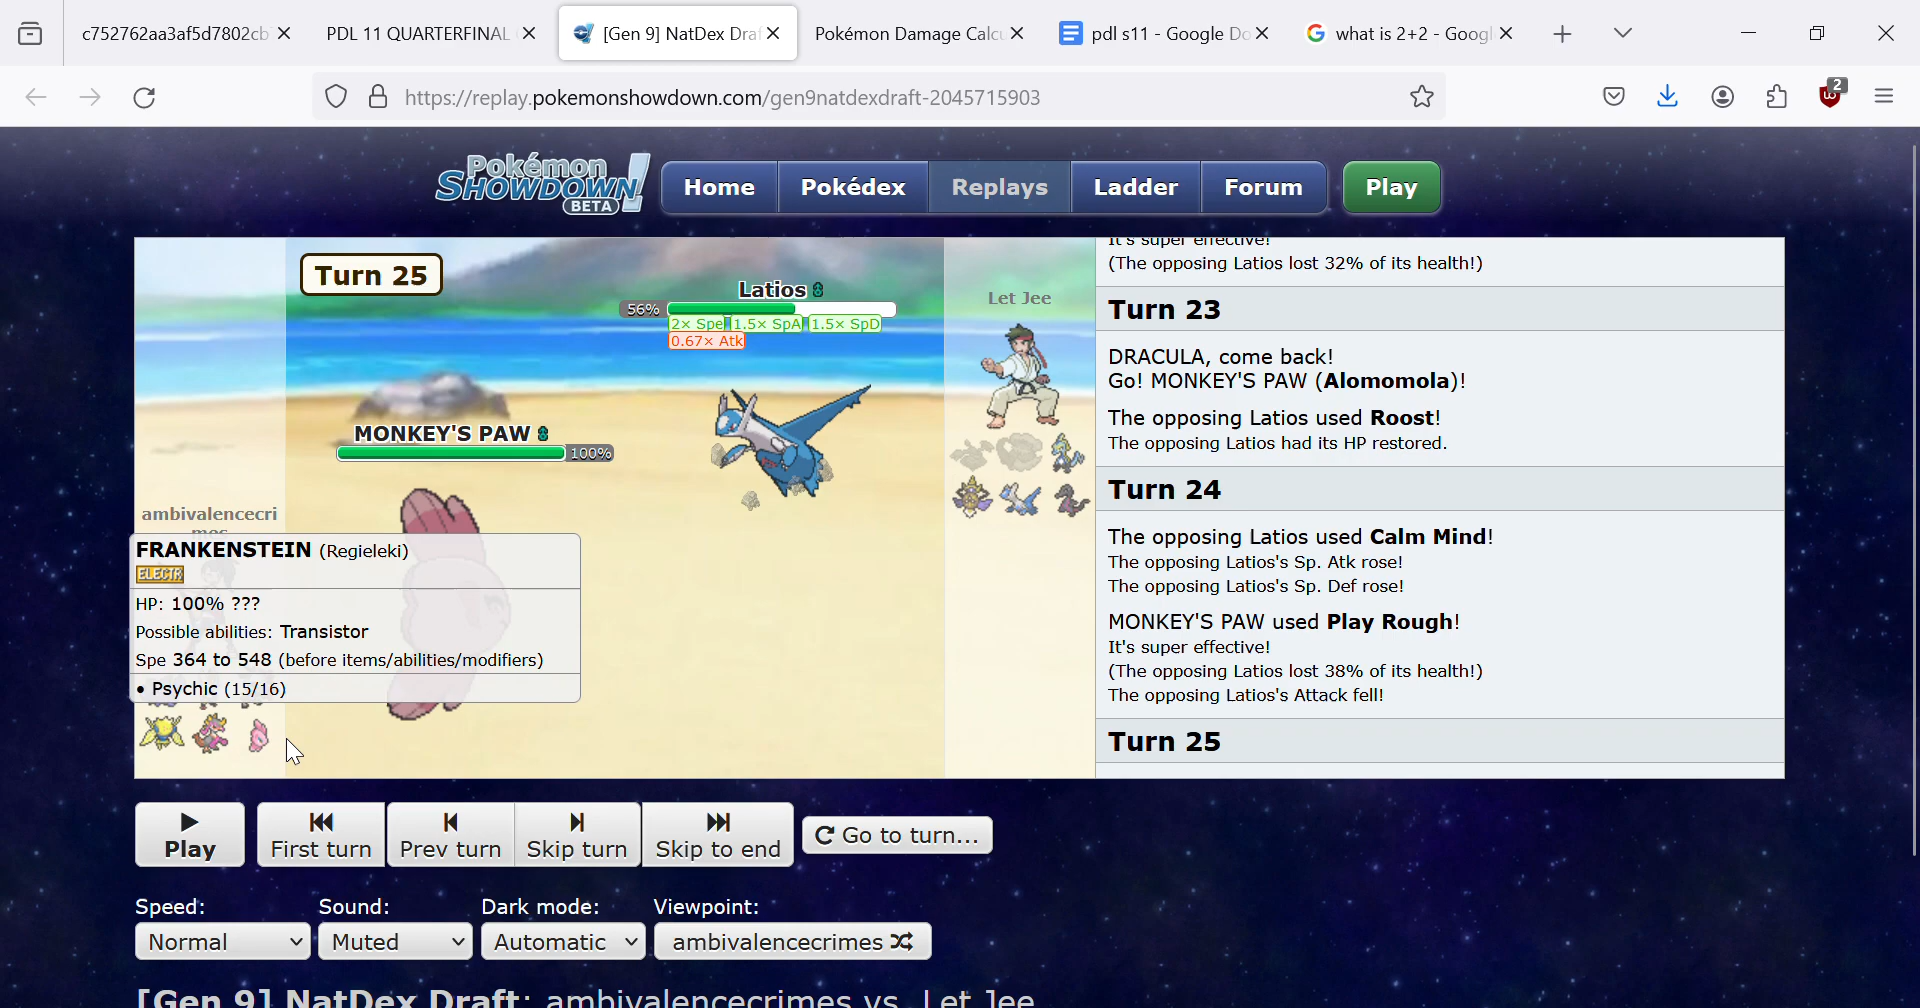 c752762aa3af5d7802cb
PDL 11 QUARTERFINAL
[Gen 9] NatDex Dra
Pokémon Damage Calc
pdl s11 - Google Do
what is 2+2 - Googl
https://replay.pokemonshowdown.com/gen9natdexdraft-2045715903
2
Pokémon
SHOWDOWN!
BETA
Home
Pokédex
Replays
Ladder
Forum
Play
Turn 25
Latios
56%
2× Spe 1.5× SpA 1.5× SpD
0.67× Atk
Let Jee
MONKEY'S PAW
100%
ambivalencecri
mes
FRANKENSTEIN (Regieleki)
ELECTR
HP: 100% ???
Possible abilities: Transistor
Spe 364 to 548 (before items/abilities/modifiers)
• Psychic (15/16)
It's super effective!
(The opposing Latios lost 32% of its health!)
Turn 23
DRACULA, come back!
Go! MONKEY'S PAW (Alomomola)!
The opposing Latios used Roost!
The opposing Latios had its HP restored.
Turn 24
The opposing Latios used Calm Mind!
The opposing Latios's Sp. Atk rose!
The opposing Latios's Sp. Def rose!
MONKEY'S PAW used Play Rough!
It's super effective!
(The opposing Latios lost 38% of its health!)
The opposing Latios's Attack fell!
Turn 25
Play
First turn
Prev turn
Skip turn
Skip to end
Go to turn...
Speed:
Sound:
Dark mode:
Viewpoint:
Normal
Muted
Automatic
ambivalencecrimes
[Gen 9] NatDex Draft: ambivalencecrimes vs. Let Jee